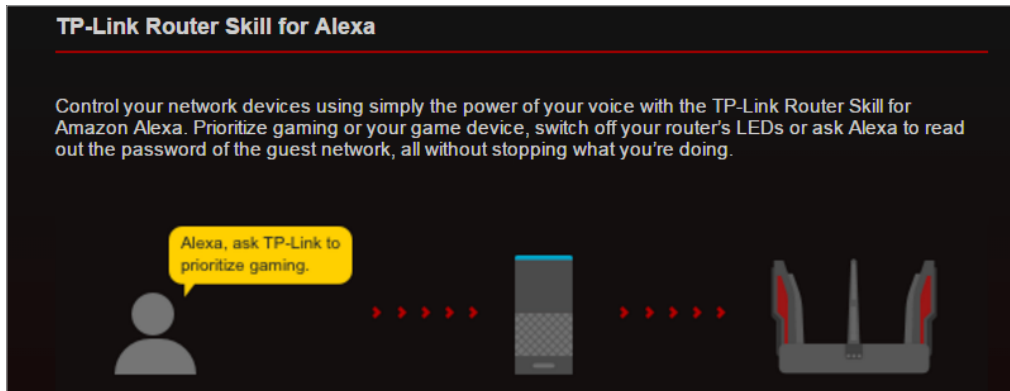 TP-Link Router Skill for Alexa
Control your network devices using simply the power of your voice with the TP-Link Router Skill for
Amazon Alexa. Prioritize gaming or your game device, switch off your router's LEDs or ask Alexa to read
out the password of the guest network, all without stopping what you're doing.
Alexa, ask TP-Link to
prioritize gaming.